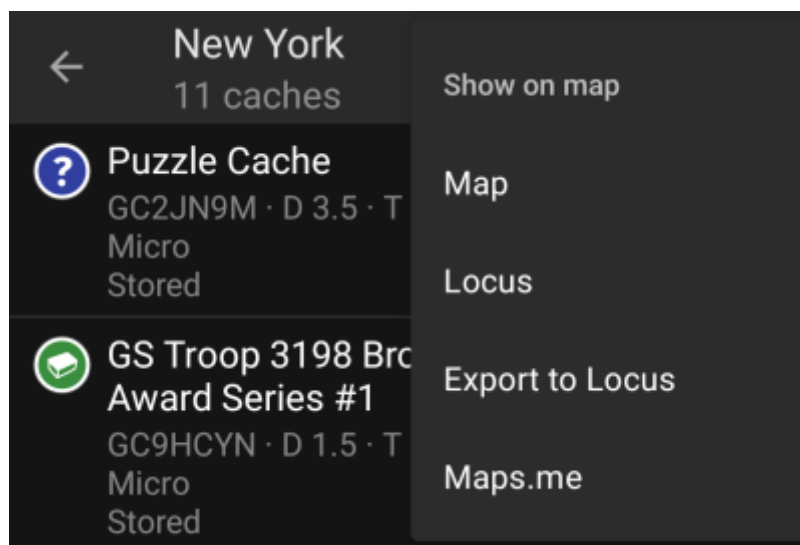 New York
11 caches
?
Puzzle Cache
GC2JN9M · D 3.5 · T
Micro
Stored
GS Troop 3198 Bro
Award Series #1
GC9HCYN · D 1.5 · T
Micro
Stored
Show on map
Map
Locus
Export to Locus
Maps.me